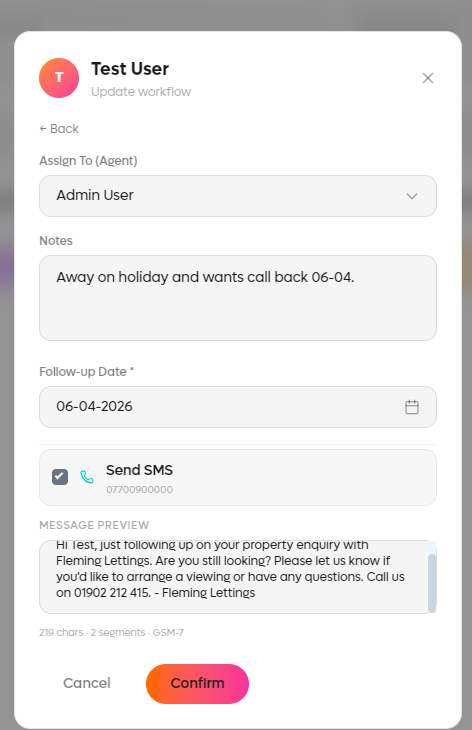 T
Test User
Update workflow
← Back
Assign To (Agent)
Admin User
Notes
Away on holiday and wants call back 06-04.
Follow-up Date *
06-04-2026
Send SMS
07700900000
MESSAGE PREVIEW
Hi Test, just following up on your property enquiry with
Fleming Lettings. Are you still looking? Please let us know if
you'd like to arrange a viewing or have any questions. Call us
on 01902 212 415. - Fleming Lettings
219 chars · 2 segments · GSM-7
Cancel
Confirm